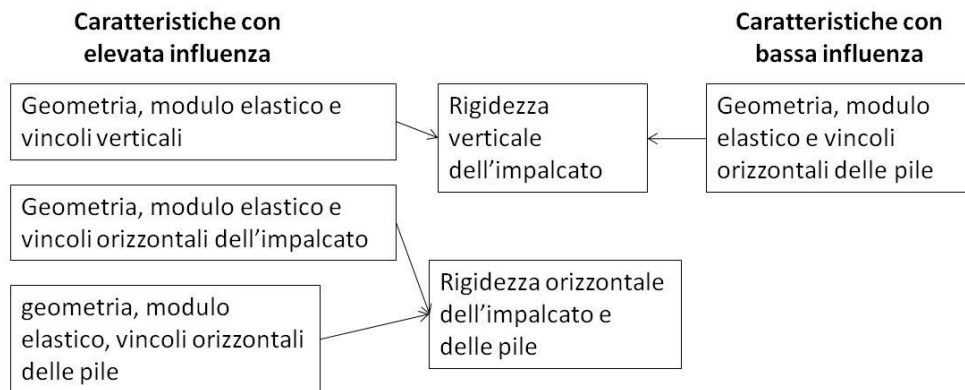 Caratteristiche con
elevata influenza
Caratteristiche con
bassa influenza
Geometria, modulo elastico e
vincoli verticali
Rigidezza
verticale
dell’impalcato
Geometria, modulo
elastico e vincoli
orizzontali delle pile
Geometria, modulo elastico e
vincoli orizzontali dell’impalcato
Rigidezza orizzontale
dell’impalcato e
delle pile
geometria, modulo
elastico, vincoli orizzontali
delle pile